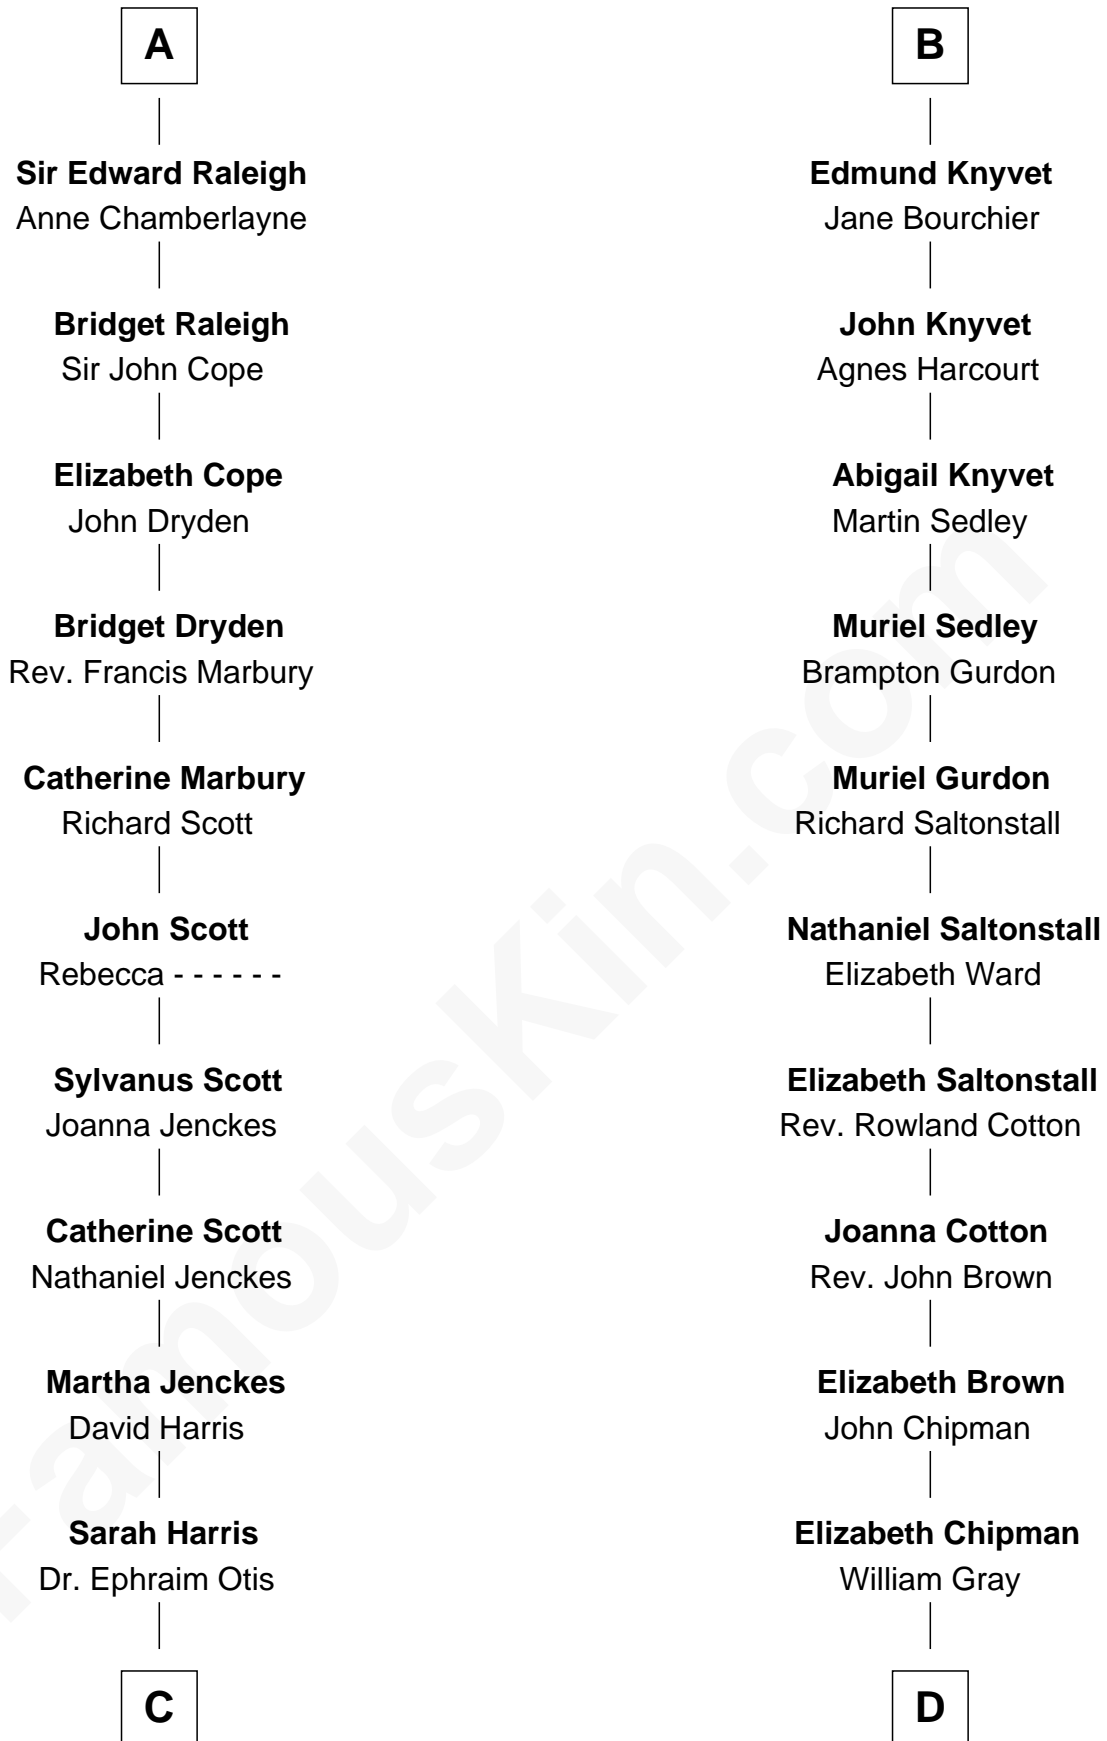 A
Sir Edward Raleigh
Anne Chamberlayne
Bridget Raleigh
Sir John Cope
Elizabeth Cope
John Dryden
Bridget Dryden
Rev. Francis Marbury
Catherine Marbury
Richard Scott
John Scott
Rebecca - - - - - -
Sylvanus Scott
Joanna Jenckes
Catherine Scott
Nathaniel Jenckes
Martha Jenckes
David Harris
Sarah Harris
Dr. Ephraim Otis
C
B
Edmund Knyvet
Jane Bourchier
John Knyvet
Agnes Harcourt
Abigail Knyvet
Martin Sedley
Muriel Sedley
Brampton Gurdon
Muriel Gurdon
Richard Saltonstall
Nathaniel Saltonstall
Elizabeth Ward
Elizabeth Saltonstall
Rev. Rowland Cotton
Joanna Cotton
Rev. John Brown
Elizabeth Brown
John Chipman
Elizabeth Chipman
William Gray
D
FamousKin.com